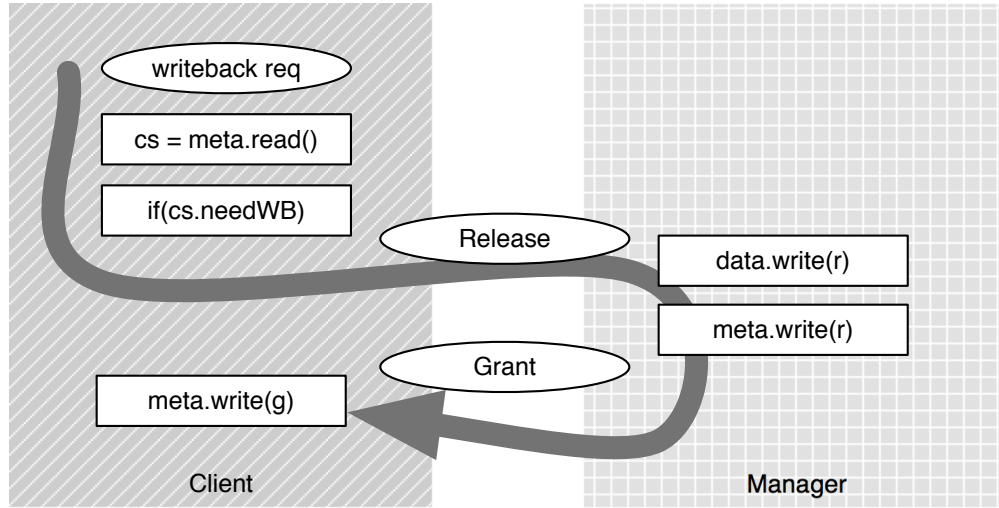 writeback req
cs = meta.read()
if(cs.needWB)
Release
data.write(r)
meta.write(r)
Grant
meta.write(g)
Client
Manager